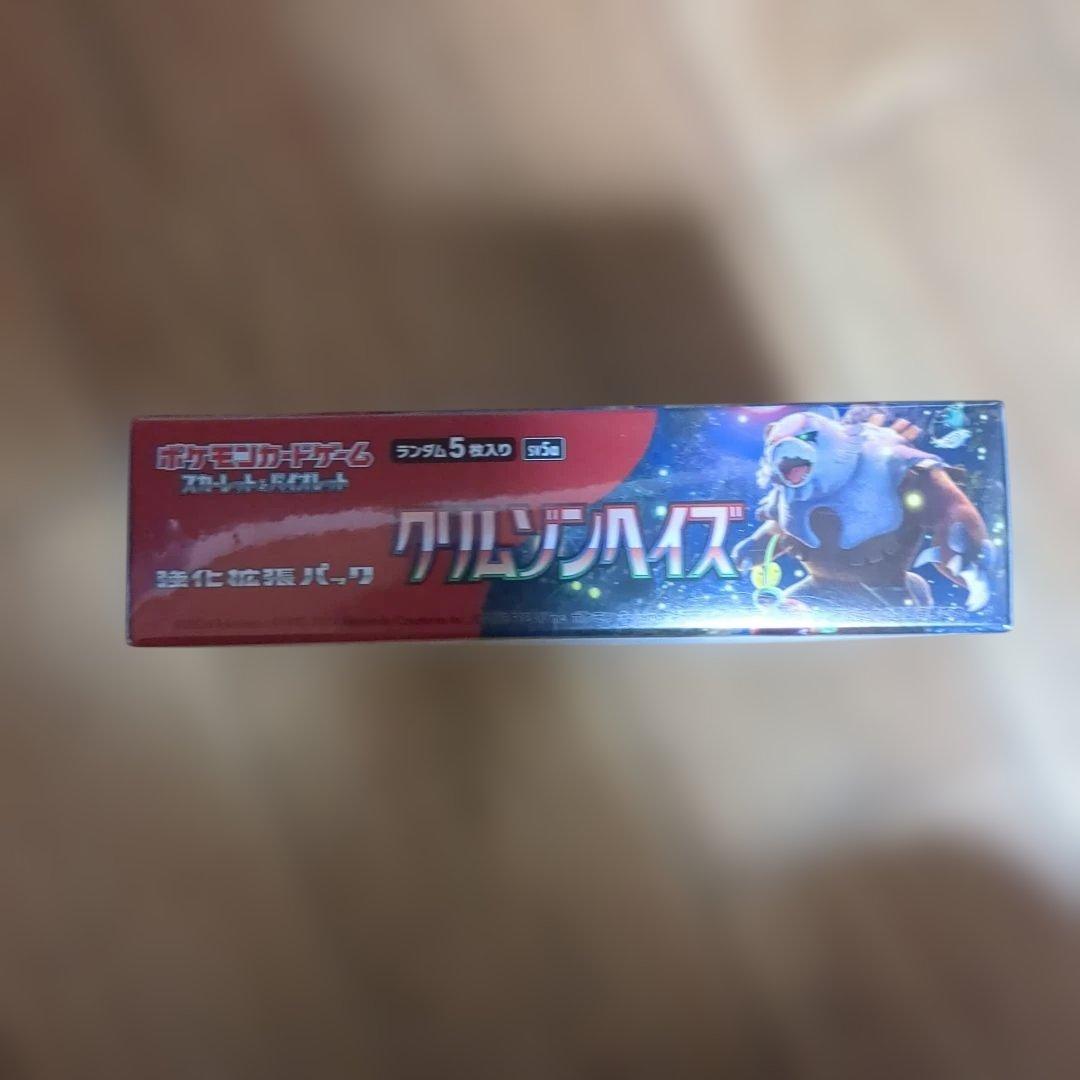 ポケモンカードゲーム
スカーレット&バイオレット
ランダム5枚入り
SV5a
強化拡張パック
クリムゾンヘイズ